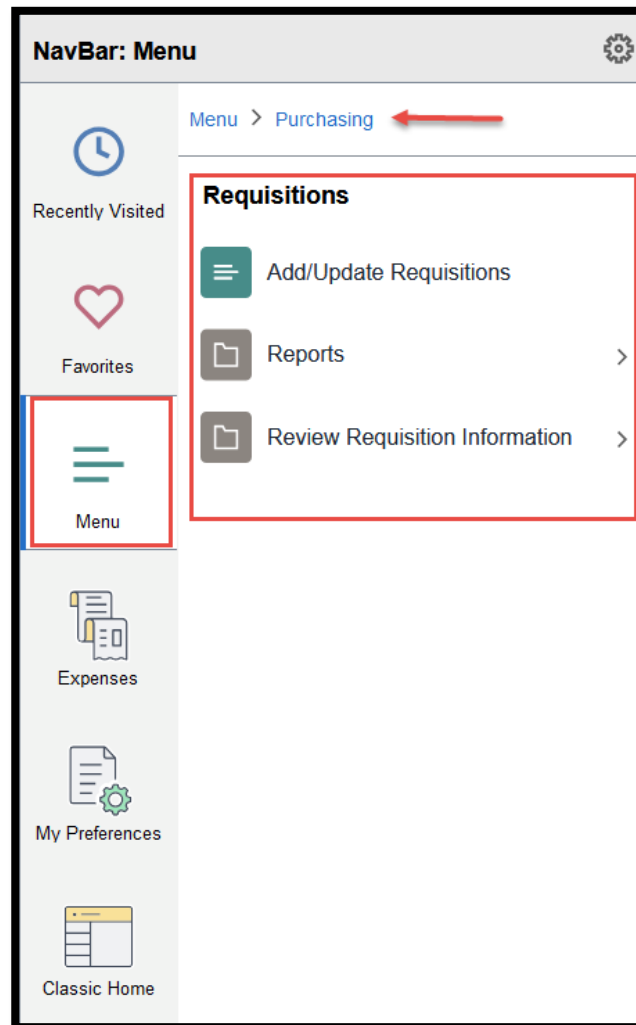 NavBar: Menu
Menu > Purchasing
Recently Visited
Favorites
Menu
Expenses
My Preferences
Classic Home
Requisitions
Add/Update Requisitions
Reports
Review Requisition Information